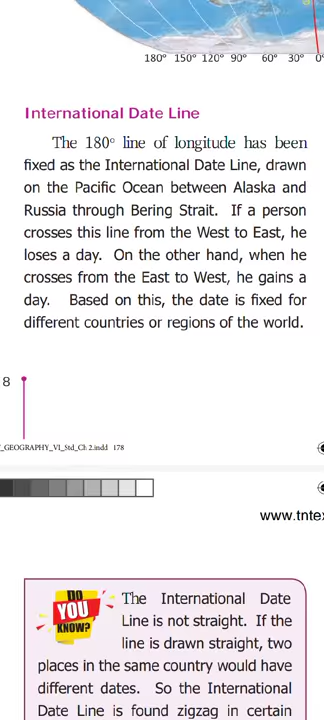 180° 150° 120° 90° 60° 30° 0°
International Date Line
The 180° line of longitude has been
fixed as the International Date Line, drawn
on the Pacific Ocean between Alaska and
Russia through Bering Strait. If a person
crosses this line from the West to East, he
loses a day. On the other hand, when he
crosses from the East to West, he gains a
day. Based on this, the date is fixed for
different countries or regions of the world.
8
_GEOGRAPHY_VI_Std_Ch 2.indd 178
www.tntex
DO
YOU
KNOW?
The International Date
Line is not straight. If the
line is drawn straight, two
places in the same country would have
different dates. So the International
Date Line is found zigzag in certain